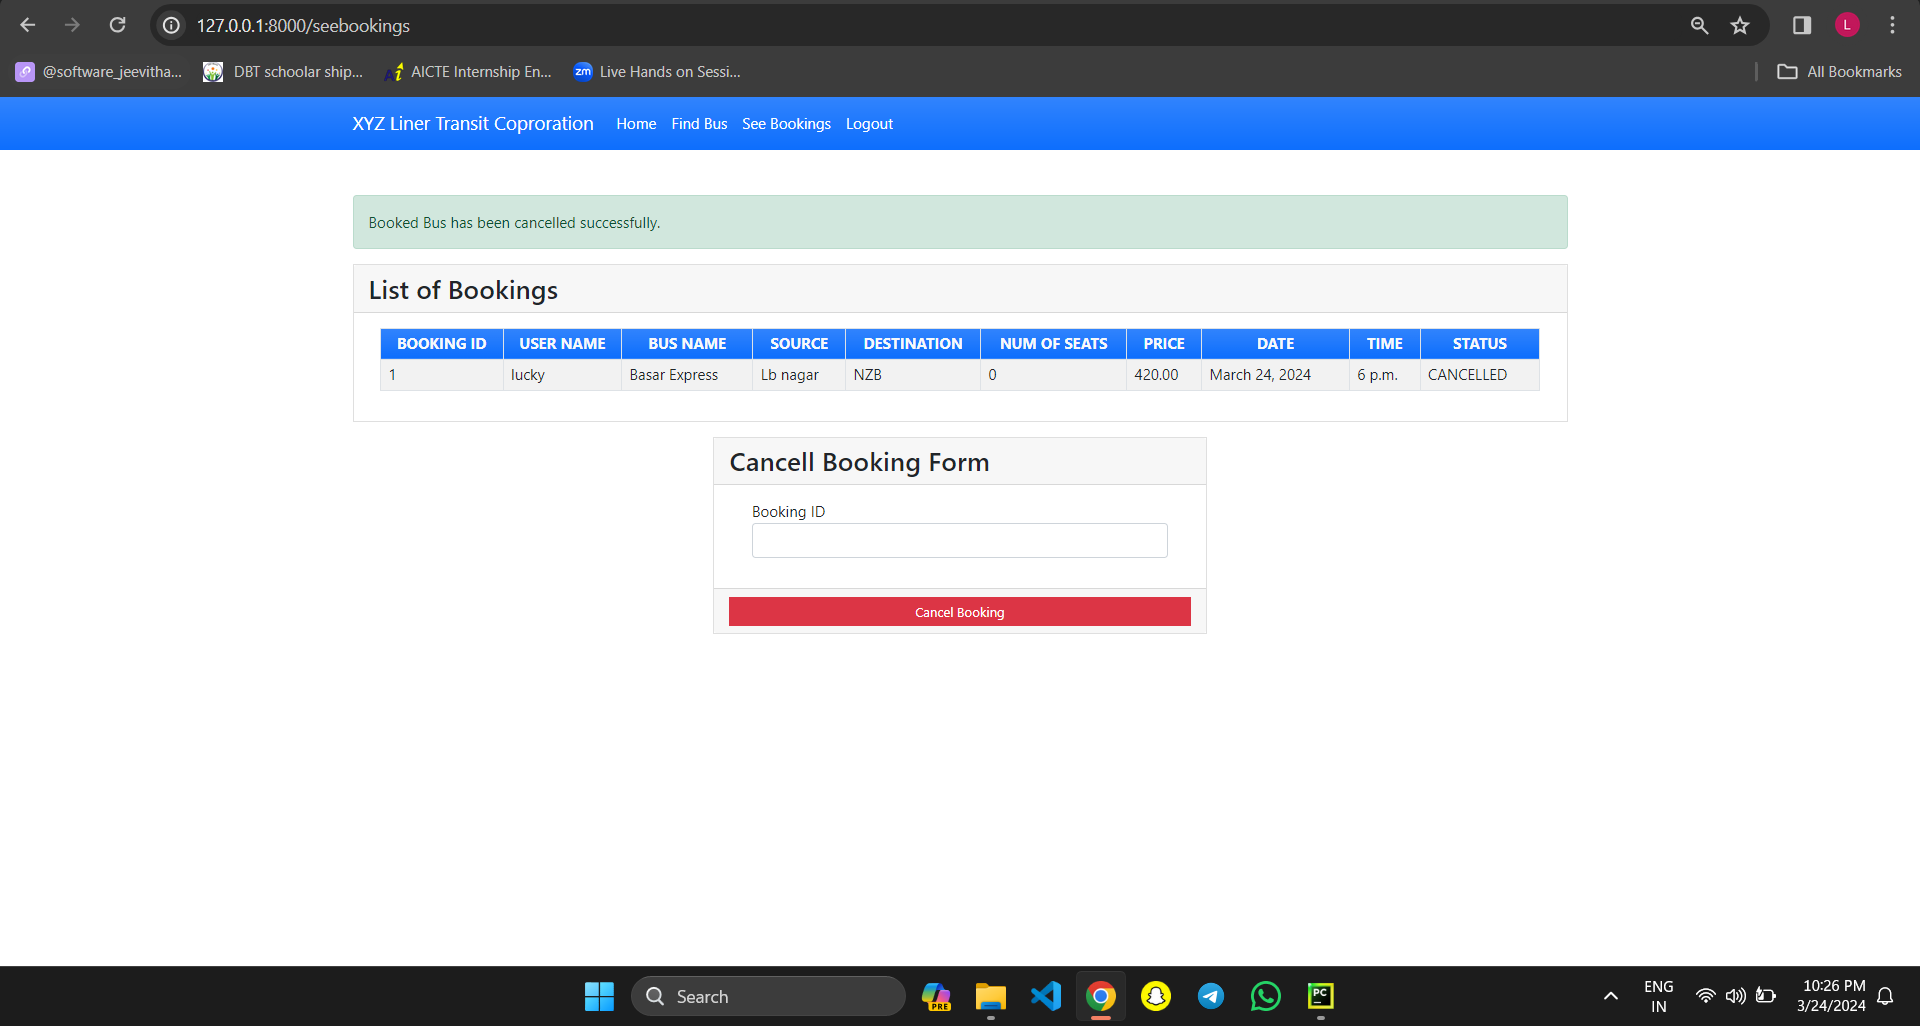 127.0.0.1:8000/seebookings
L
@software_jeevitha...
DBT schoolar ship...
AICTE Internship En...
zm Live Hands on Sessi...
All Bookmarks
XYZ Liner Transit Coproration Home Find Bus See Bookings Logout
Booked Bus has been cancelled successfully.
List of Bookings
BOOKING ID USER NAME BUS NAME SOURCE DESTINATION NUM OF SEATS PRICE DATE TIME STATUS
1 lucky Basar Express Lb nagar NZB 0 420.00 March 24, 2024 6 p.m. CANCELLED
Cancell Booking Form
Booking ID
Cancel Booking
Search
PRE
PC
ENG
IN
10:26 PM
3/24/2024